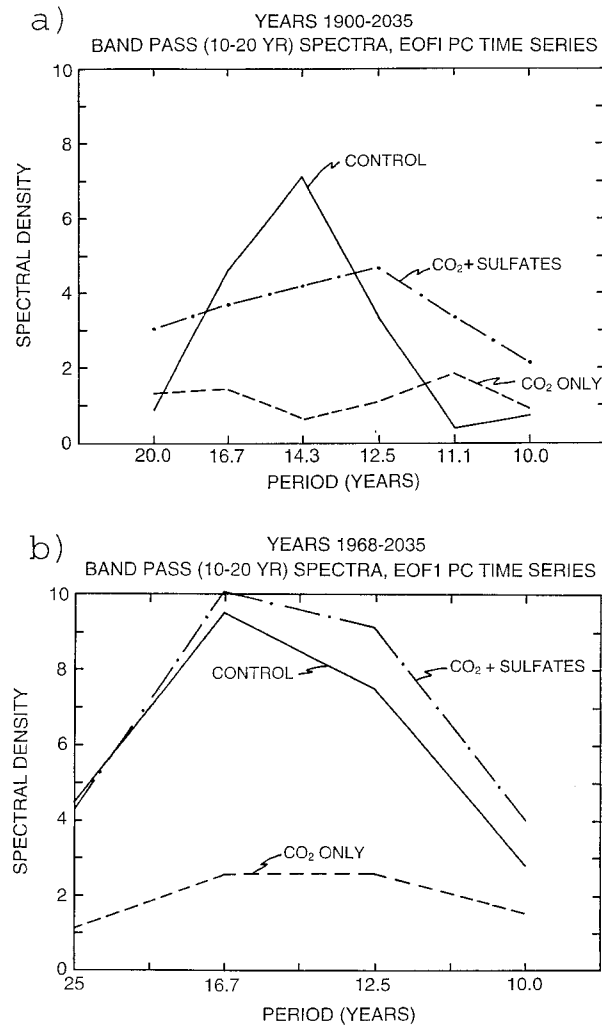 a)
YEARS 1900-2035
BAND PASS (10-20 YR) SPECTRA, EOFI PC TIME SERIES
10
8
6
4
2
0
SPECTRAL DENSITY
CONTROL
CO₂ + SULFATES
CO₂ ONLY
20.0 16.7 14.3 12.5 11.1 10.0
PERIOD (YEARS)
b)
YEARS 1968-2035
BAND PASS (10-20 YR) SPECTRA, EOF1 PC TIME SERIES
10
8
6
4
2
0
SPECTRAL DENSITY
CONTROL
CO₂ + SULFATES
CO₂ ONLY
25 16.7 12.5 10.0
PERIOD (YEARS)